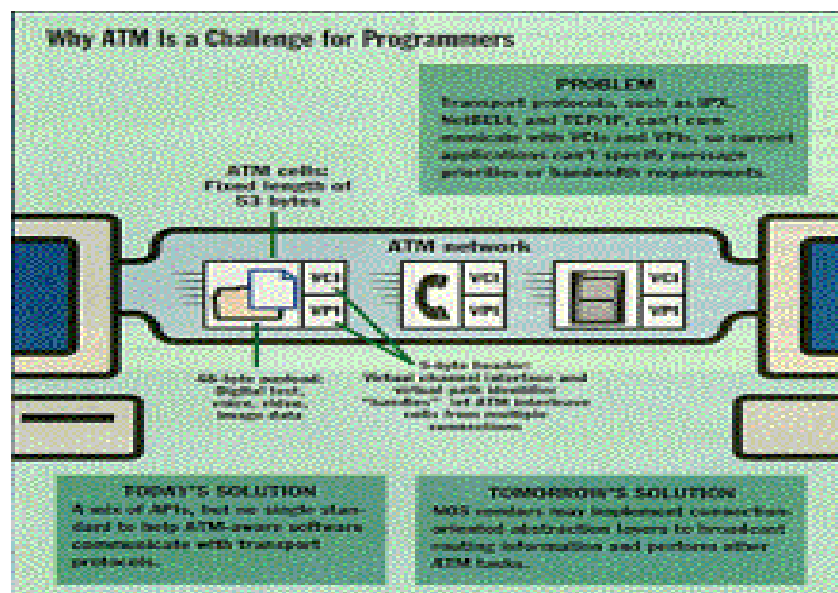 Why ATM Is a Challenge for Programmers
PROBLEM
Transport protocols, such as IPX,
NetBEUI, and TCP/IP, can't com-
municate with VCIs and VPIs, so current
applications can't specify message
priorities or bandwidth requirements.
ATM cells:
Fixed length of
53 bytes
ATM network
VCI
VPI
VCI
VPI
VCI
VPI
48-byte payload:
Digital text,
voice, video,
image data
5-byte header:
Virtual channel interface and
virtual path identifier
"handles" let ATM interleave
cells from multiple
connections
TODAY'S SOLUTION
A mix of APIs, but no single stan-
dard to help ATM-aware software
communicate with transport
protocols.
TOMORROW'S SOLUTION
NOS vendors may implement connection-
oriented abstraction layers to broadcast
routing information and perform other
ATM tasks.